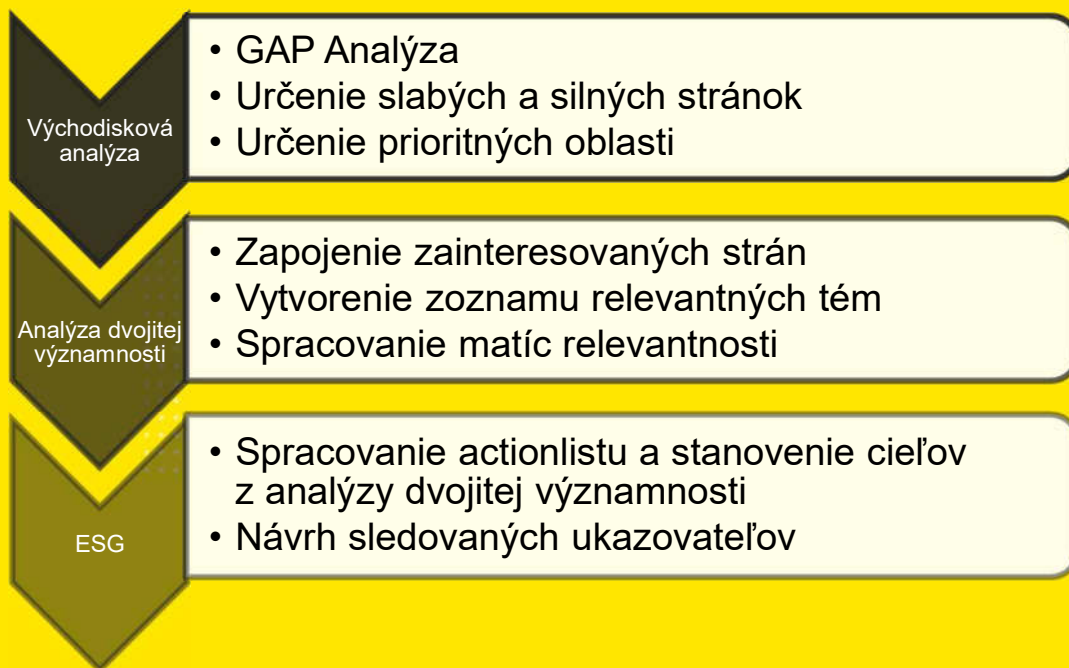 Východisková
analýza
• GAP Analýza
• Určenie slabých a silných stránok
• Určenie prioritných oblasti
Analýza dvojitej
významnosti
• Zapojenie zainteresovaných strán
• Vytvorenie zoznamu relevantných tém
• Spracovanie matíc relevantnosti
ESG
• Spracovanie actionlistu a stanovenie cieľov
z analýzy dvojitej významnosti
• Návrh sledovaných ukazovateľov